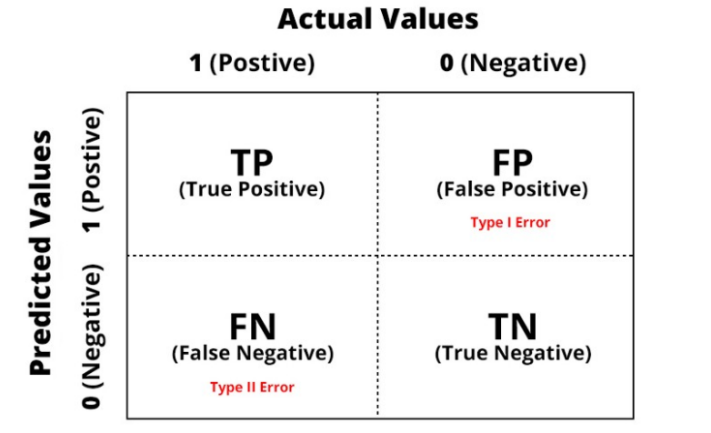 Actual Values
1 (Postive)
0 (Negative)
Predicted Values
1 (Postive)
0 (Negative)
TP
(True Positive)
FP
(False Positive)
Type I Error
FN
(False Negative)
Type II Error
TN
(True Negative)